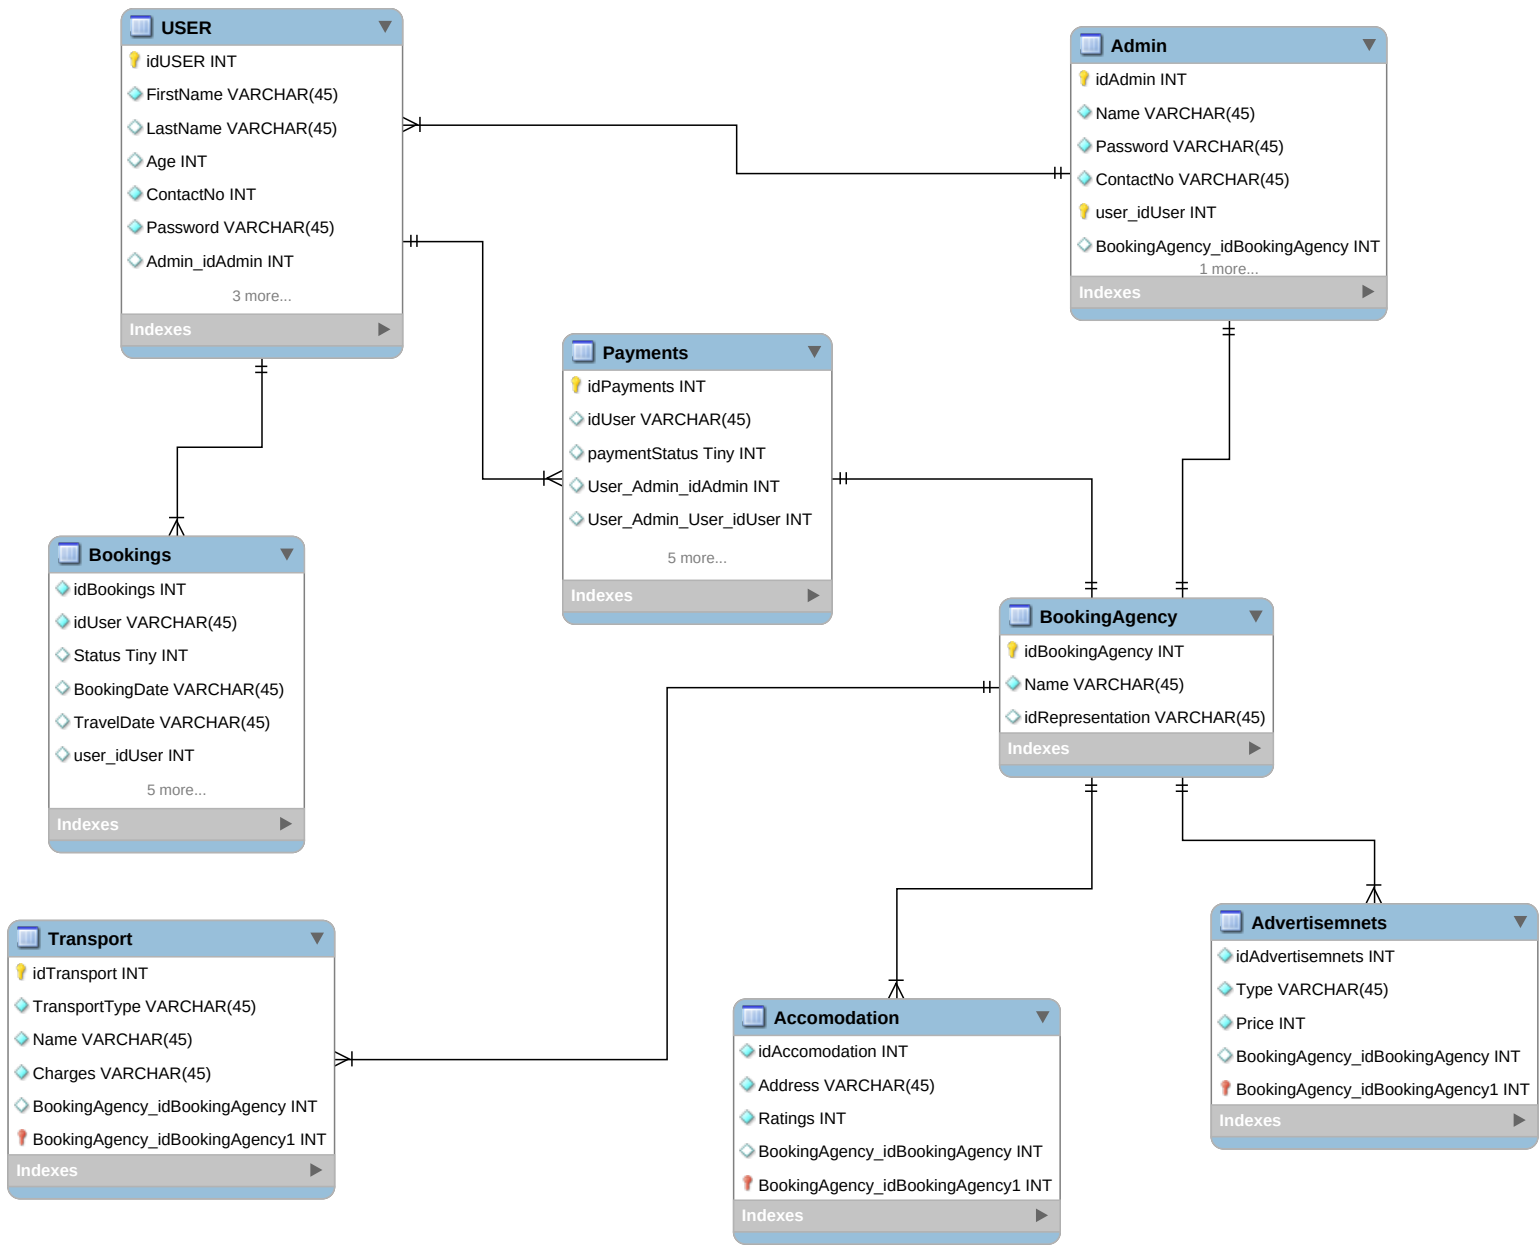 USER
idUSER INT
FirstName VARCHAR(45)
LastName VARCHAR(45)
Age INT
ContactNo INT
Password VARCHAR(45)
Admin_idAdmin INT
3 more...
Indexes
Admin
idAdmin INT
Name VARCHAR(45)
Password VARCHAR(45)
ContactNo VARCHAR(45)
user_idUser INT
BookingAgency_idBookingAgency INT
1 more...
Indexes
Payments
idPayments INT
idUser VARCHAR(45)
paymentStatus Tiny INT
User_Admin_idAdmin INT
User_Admin_User_idUser INT
5 more...
Indexes
Bookings
idBookings INT
idUser VARCHAR(45)
Status Tiny INT
BookingDate VARCHAR(45)
TravelDate VARCHAR(45)
user_idUser INT
5 more...
Indexes
BookingAgency
idBookingAgency INT
Name VARCHAR(45)
idRepresentation VARCHAR(45)
Indexes
Transport
idTransport INT
TransportType VARCHAR(45)
Name VARCHAR(45)
Charges VARCHAR(45)
BookingAgency_idBookingAgency INT
BookingAgency_idBookingAgency1 INT
Indexes
Accomodation
idAccomodation INT
Address VARCHAR(45)
Ratings INT
BookingAgency_idBookingAgency INT
BookingAgency_idBookingAgency1 INT
Indexes
Advertisemnets
idAdvertisemnets INT
Type VARCHAR(45)
Price INT
BookingAgency_idBookingAgency INT
BookingAgency_idBookingAgency1 INT
Indexes